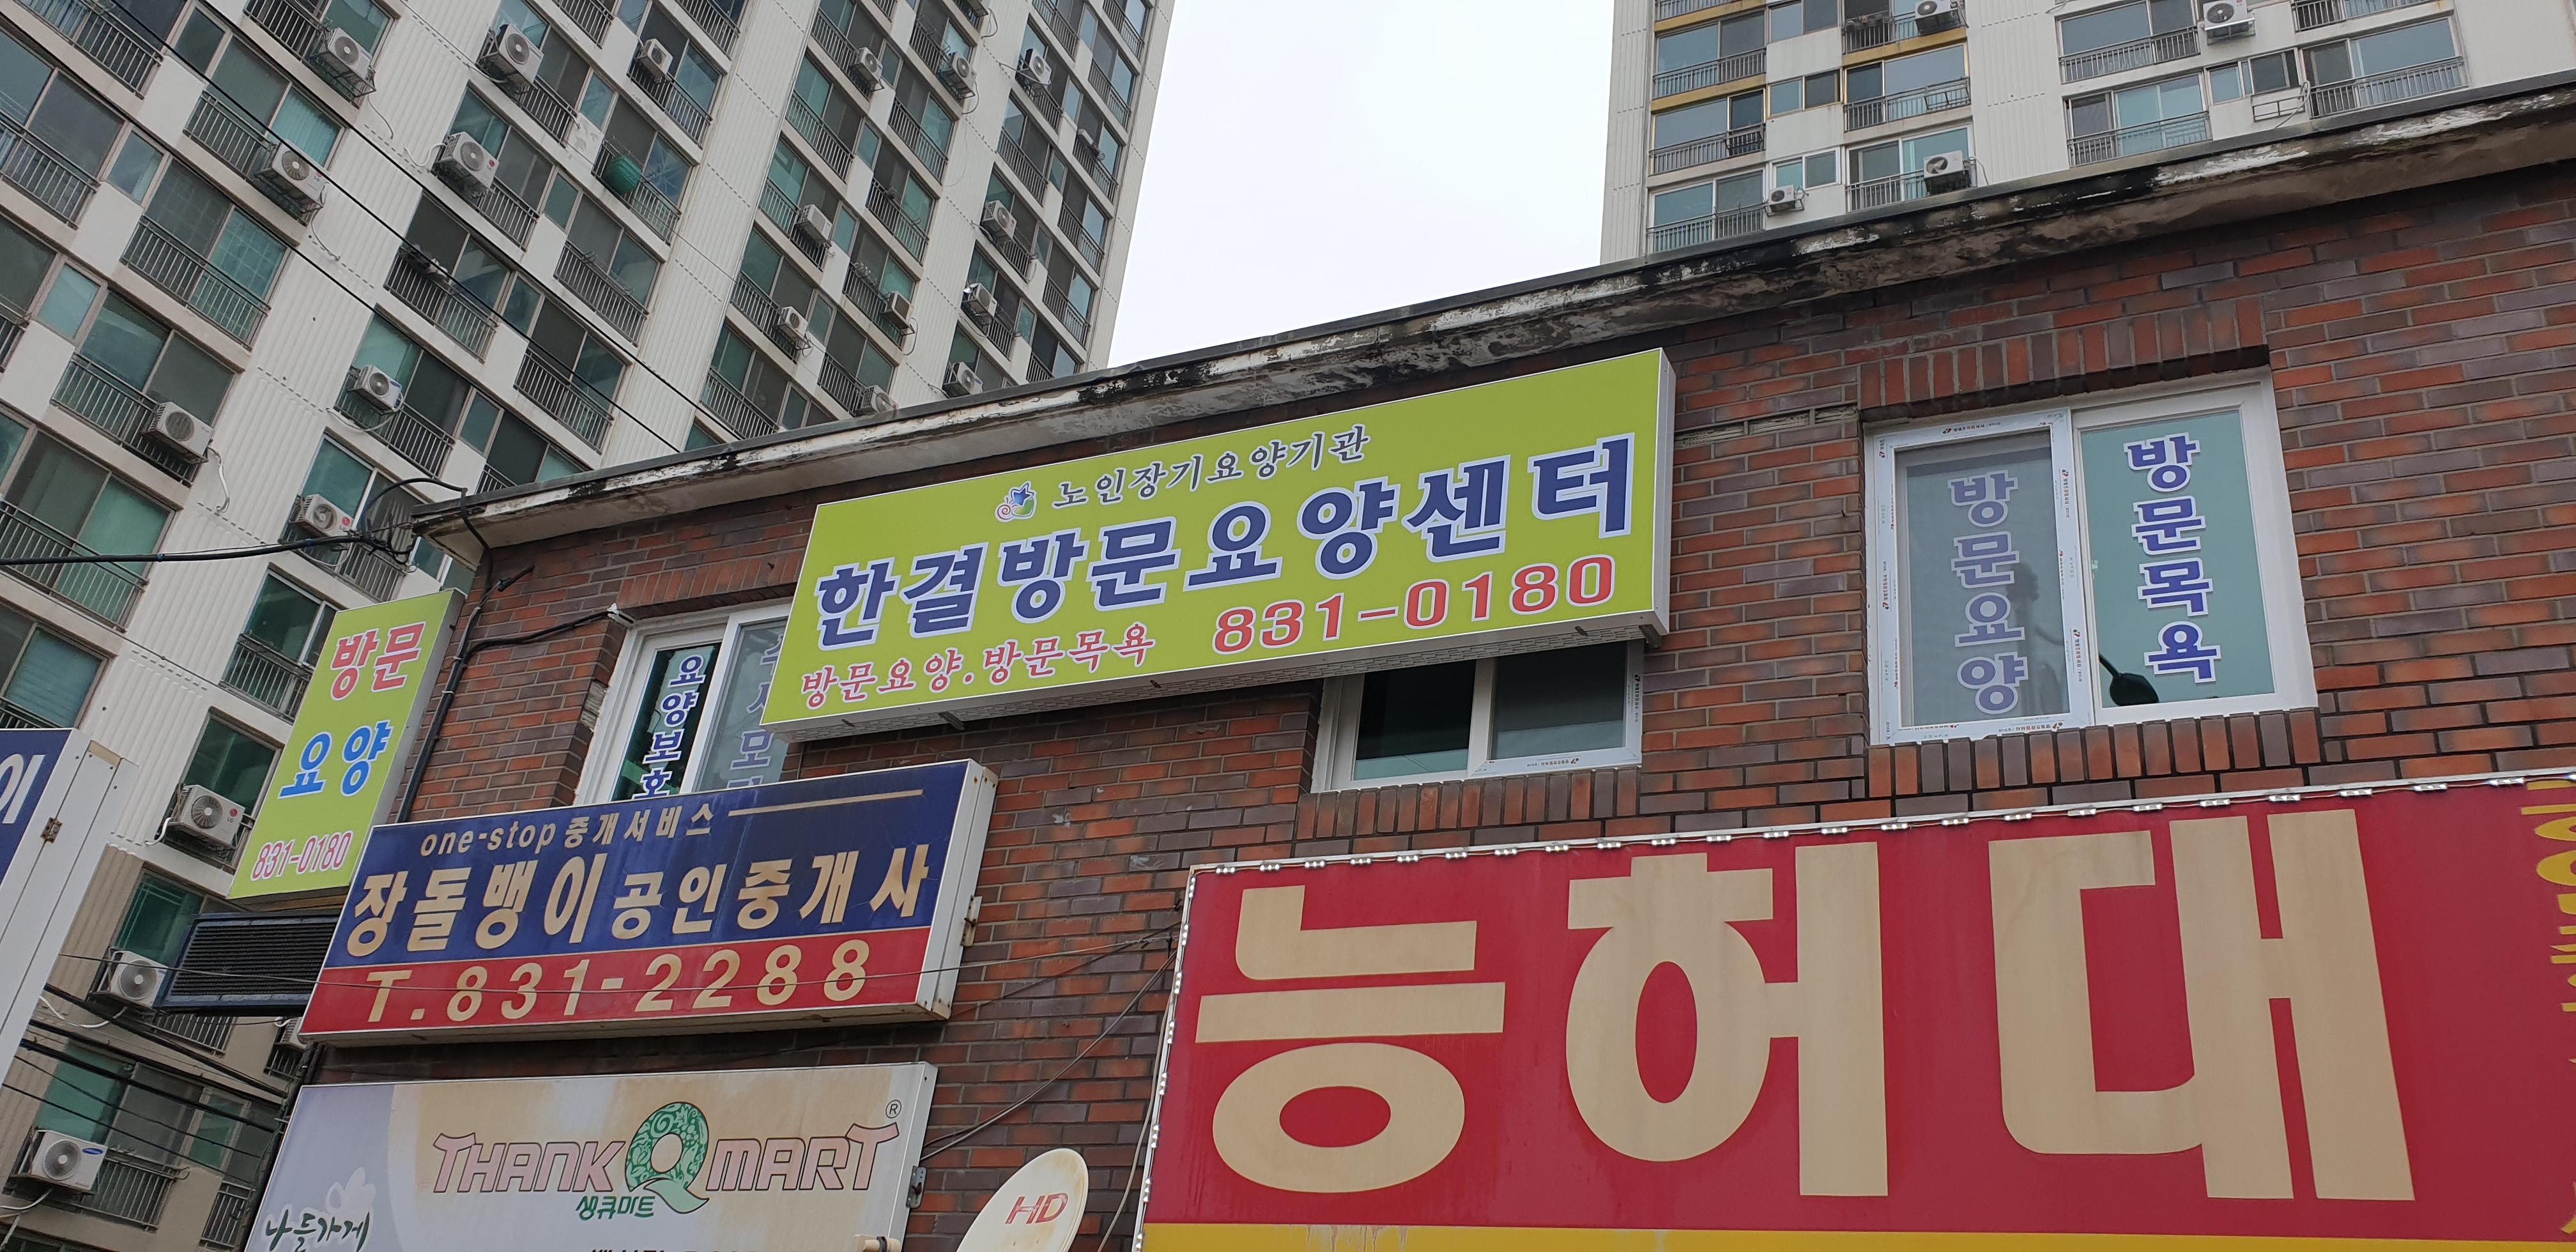 노인장기요양기관
한결방문요양센터
방문요양.방문목욕 831-0180
방문
요양
831-0180
요양보호
방문요양
방문목욕
one-stop 중개서비스
장돌뱅이공인중개사
T.831-2288
THANK Q MART ®
생큐마트
나들가게
HD
능허대
이